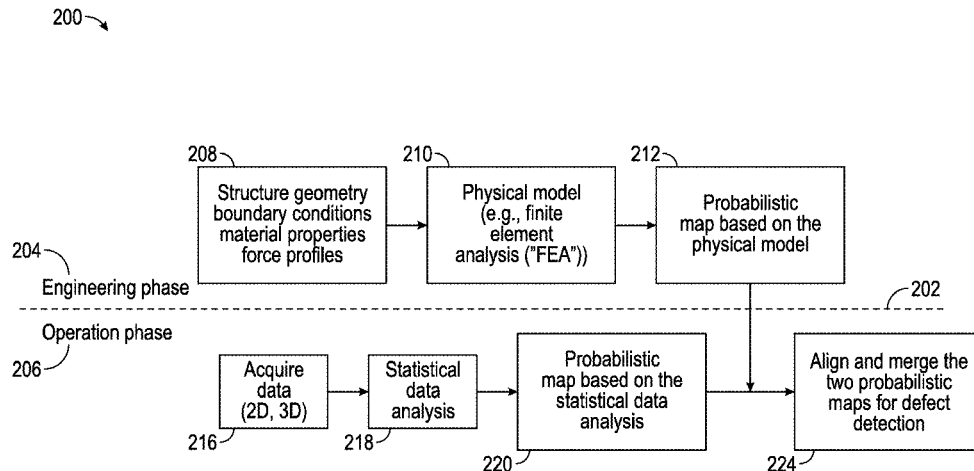 200
208
210
212
Structure geometry
boundary conditions
material properties
force profiles
Physical model
(e.g., finite
element
analysis ("FEA"))
Probabilistic
map based on the
physical model
204
Engineering phase
202
Operation phase
206
Acquire
data
(2D, 3D)
Statistical
data
analysis
Probabilistic
map based on the
statistical data
analysis
Align and merge the
two probabilistic
maps for defect
detection
216
218
220
224